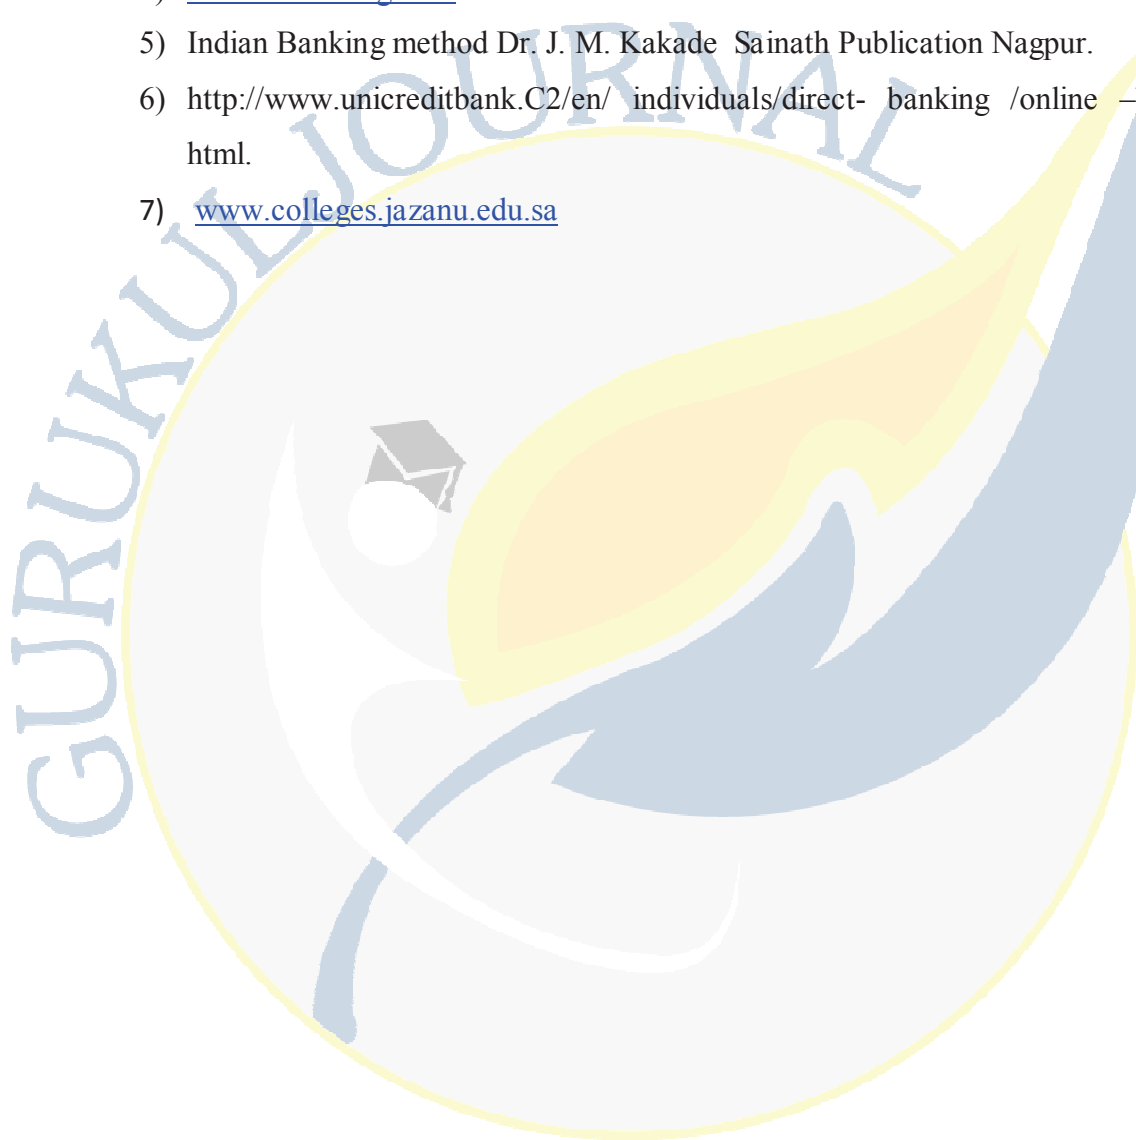 5) Indian Banking method Dr. J. M. Kakade Sainath Publication Nagpur.
6) http://www.unicreditbank.C2/en/ individuals/direct- banking /online –
html.
7) www.colleges.jazanu.edu.sa
GURUKUL JOURNAL